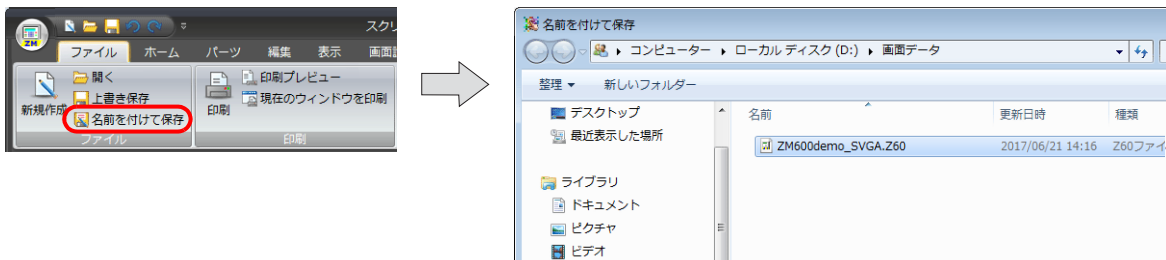 スクリ
ZM
ファイル ホーム パーツ 編集 表示 画面
新規作成
開く
上書き保存
名前を付けて保存
ファイル
印刷
印刷プレビュー
現在のウィンドウを印刷
印刷
名前を付けて保存
コンピューター ローカル ディスク (D:) 画面データ
整理 新しいフォルダー
デスクトップ
最近表示した場所
ライブラリ
ドキュメント
ピクチャ
ビデオ
名前 更新日時 種類
ZM600demo_SVGA.Z60 2017/06/21 14:16 Z60ファイ